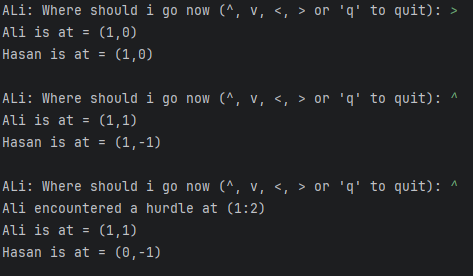 ALi: Where should i go now (^, v, <, > or 'q' to quit): >
Ali is at = (1,0)
Hasan is at = (1,0)
ALi: Where should i go now (^, v, <, > or 'q' to quit): ^
Ali is at = (1,1)
Hasan is at = (1,-1)
ALi: Where should i go now (^, v, <, > or 'q' to quit): ^
Ali encountered a hurdle at (1:2)
Ali is at = (1,1)
Hasan is at = (0,-1)